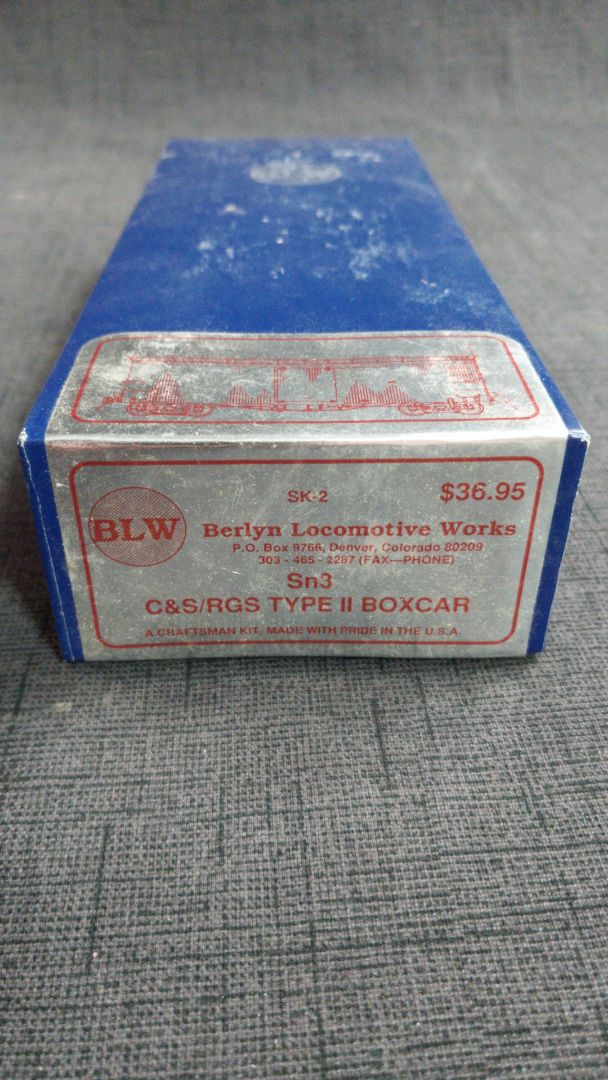 SK-2
$36.95
BLW
Berlyn Locomotive Works
P.O. Box 9766, Denver, Colorado 80209
303 - 465 - 2287 (FAX—PHONE)
Sn3
C&S/RGS TYPE II BOXCAR
A CRAFTSMAN KIT, MADE WITH PRIDE IN THE U.S.A.